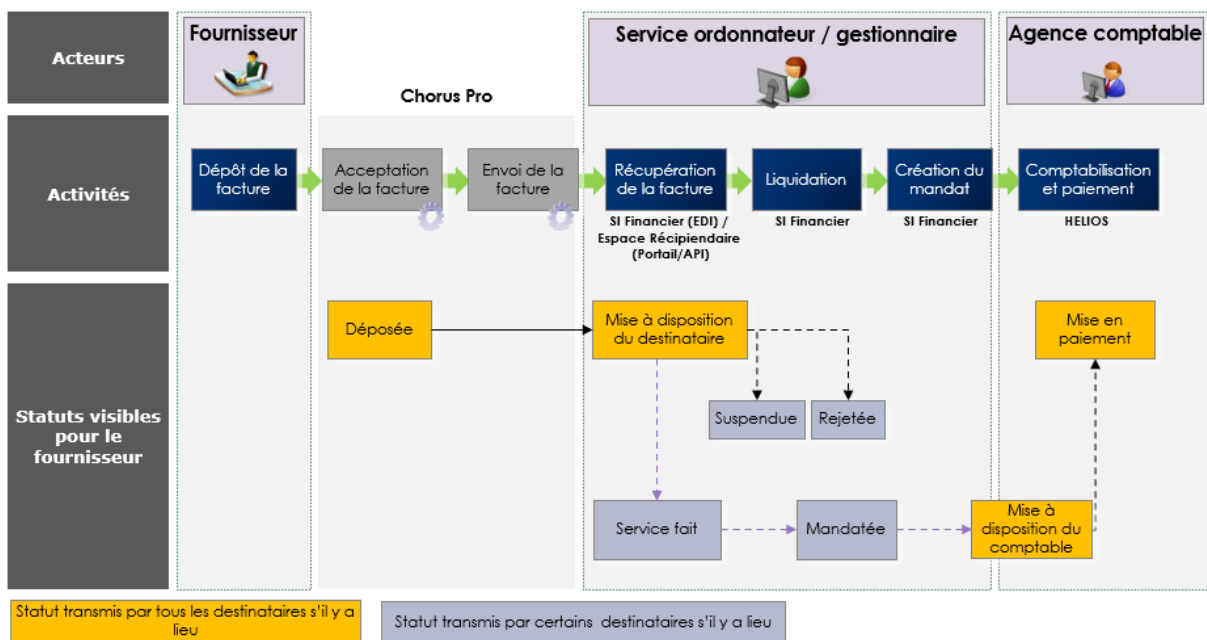 Acteurs
Fournisseur
Chorus Pro
Service ordonnateur / gestionnaire
Agence comptable
Activités
Dépôt de la
facture
Acceptation
de la facture
Envoi de la
facture
Récupération
de la facture
SI Financier (EDI) /
Espace Récipiendaire
(Portail/API)
Liquidation
SI Financier
Création du
mandat
SI Financier
Comptabilisation
et paiement
HELIOS
Statuts visibles
pour le
fournisseur
Déposée
Mise à disposition
du destinataire
Mise en
paiement
Suspendue
Rejetée
Service fait
Mandatée
Mise à
disposition du
comptable
Statut transmis par tous les destinataires s'il y a
lieu
Statut transmis par certains destinataires s'il y a lieu